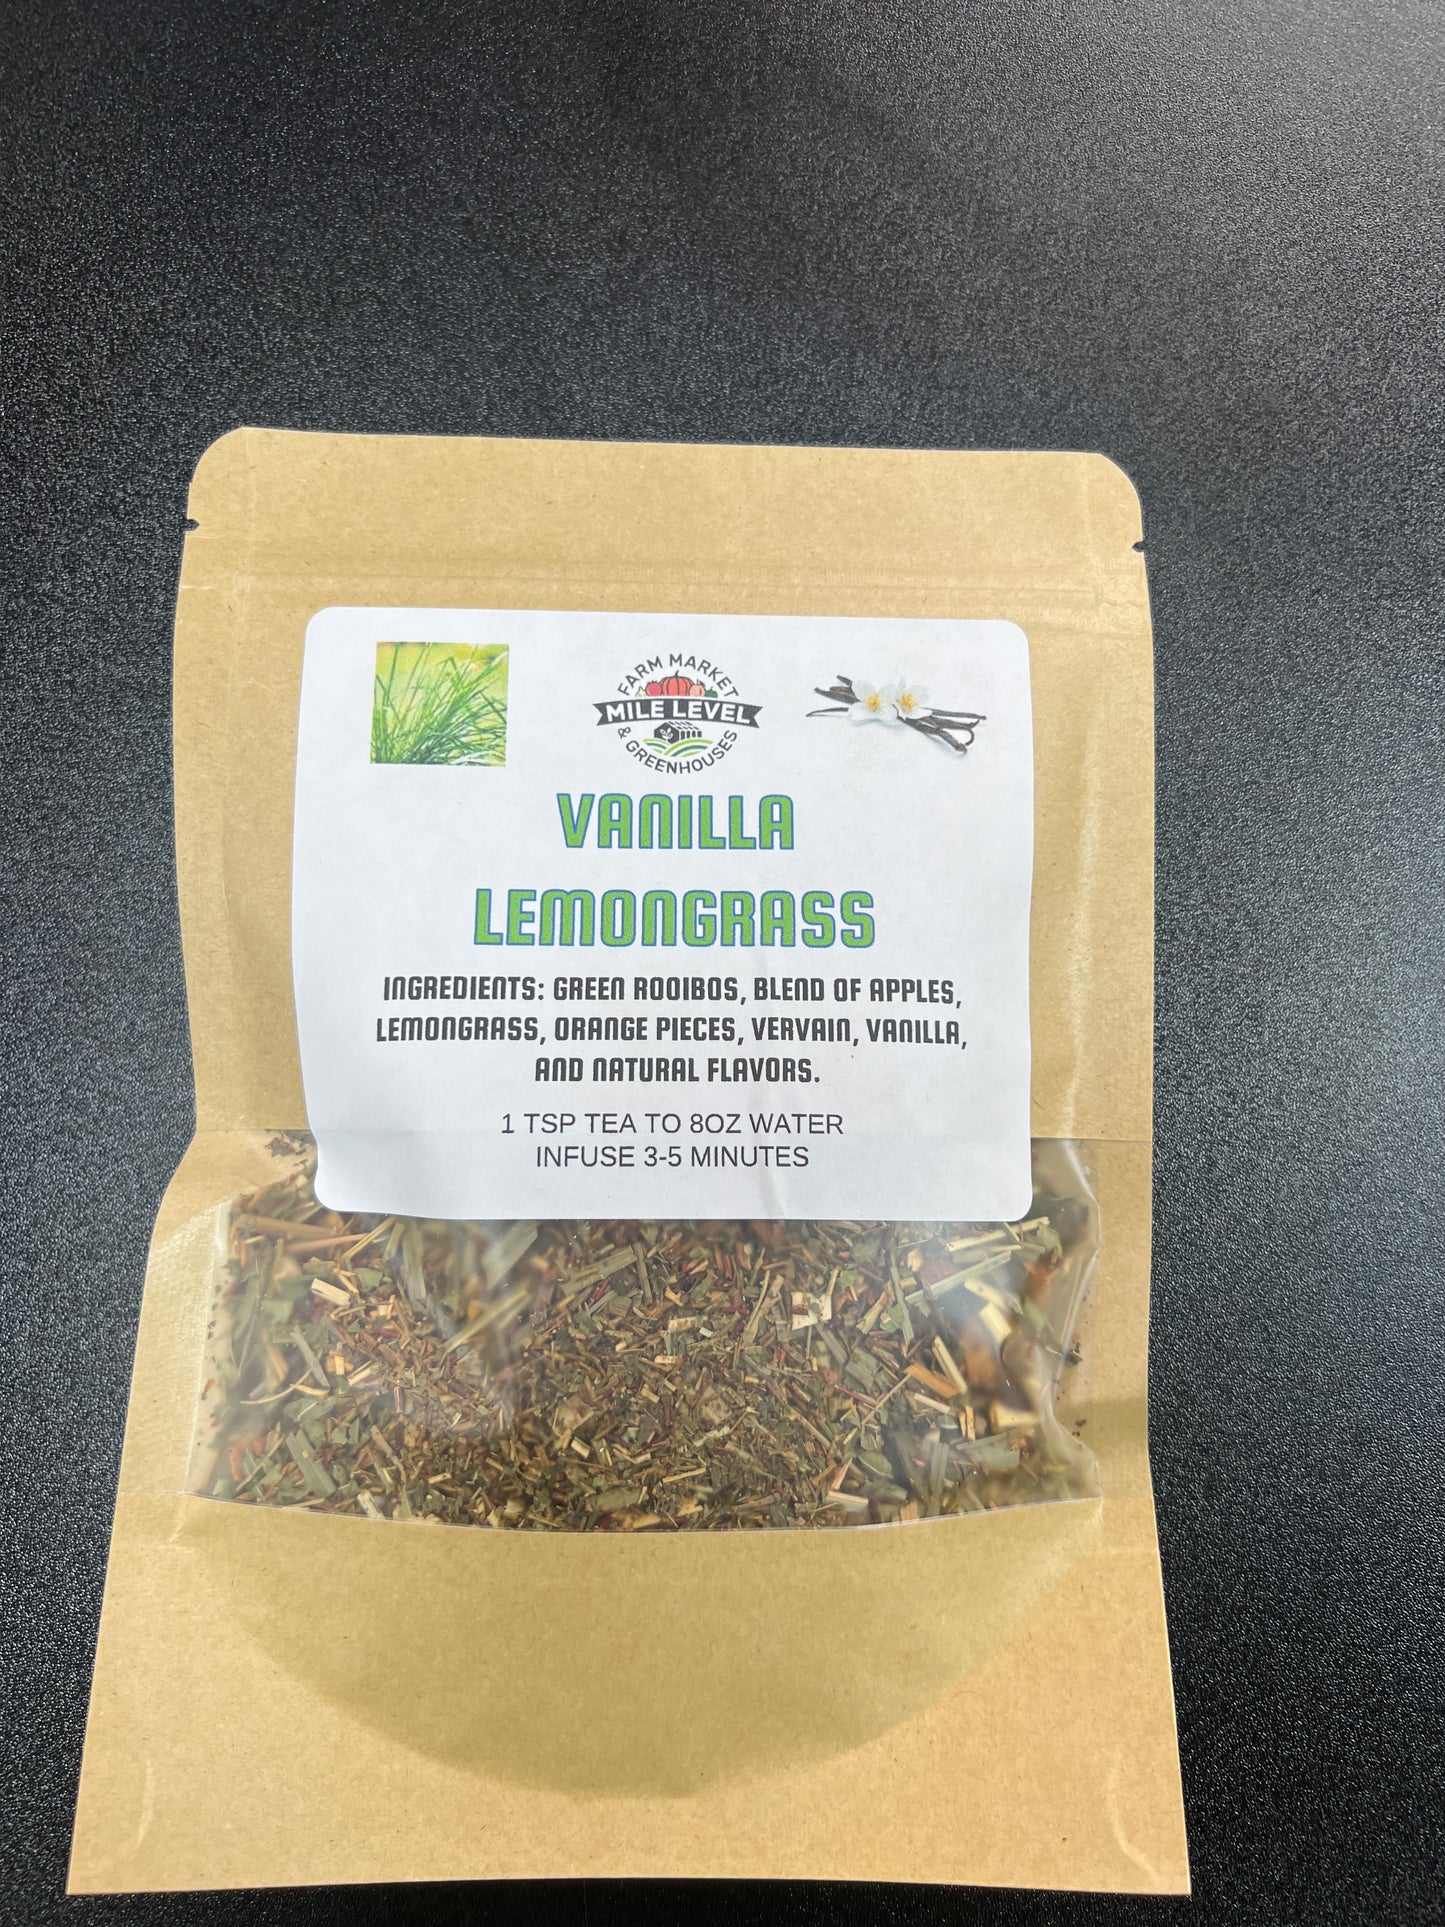 FARM MARKET
MILE LEVEL
& GREENHOUSES
VANILLA
LEMONGRASS
INGREDIENTS: GREEN ROOIBOS, BLEND OF APPLES,
LEMONGRASS, ORANGE PIECES, VERVAIN, VANILLA,
AND NATURAL FLAVORS.
1 TSP TEA TO 8OZ WATER
INFUSE 3-5 MINUTES